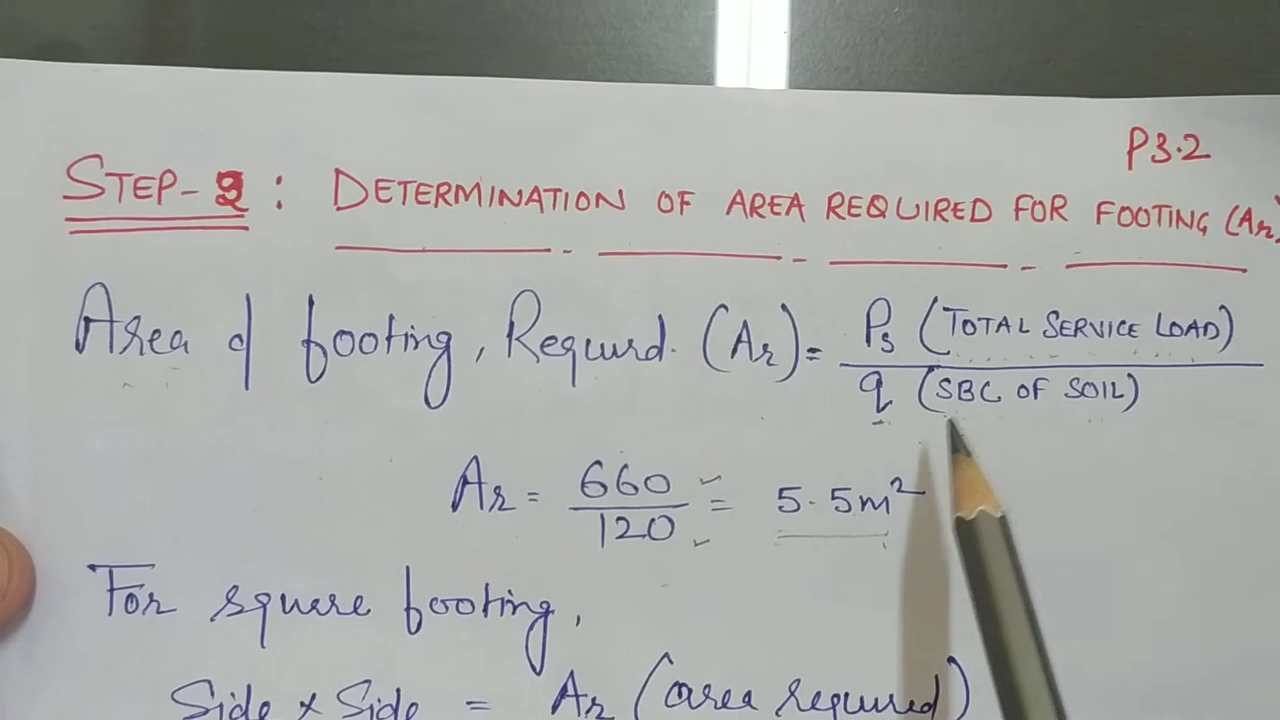 P3.2
STEP-2 : DETERMINATION OF AREA REQUIRED FOR FOOTING (Ar)
Area of footing, Requird. (Ar) = Ps (TOTAL SERVICE LOAD) / q (SBC OF SOIL)
Ar = 660 / 120 = 5.5m²
For square footing,
Side x Side = Ar (area required)